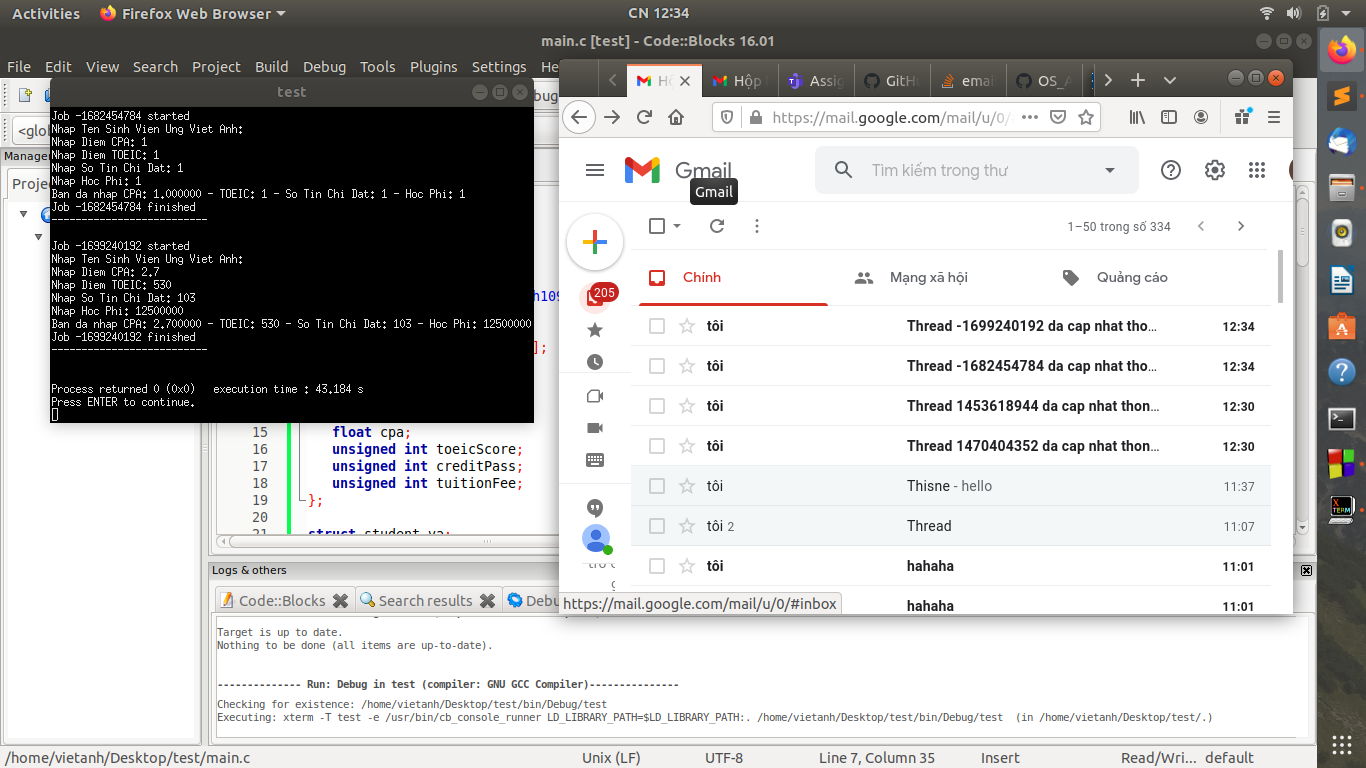 Activities Firefox Web Browser CN 12:34
main.c [test] - Code::Blocks 16.01
File Edit View Search Project Build Debug Tools Plugins Settings He
test
Job -1682454784 started
Nhap Ten Sinh Vien Ung Viet Anh:
Nhap Diem CPA: 1
Nhap Diem TOEIC: 1
Nhap So Tin Chi Dat: 1
Nhap Hoc Phi: 1
Ban da nhap CPA: 1.000000 - TOEIC: 1 - So Tin Chi Dat: 1 - Hoc Phi: 1
Job -1682454784 finished
--------------------------
Job -1699240192 started
Nhap Ten Sinh Vien Ung Viet Anh:
Nhap Diem CPA: 2.7
Nhap Diem TOEIC: 530
Nhap So Tin Chi Dat: 103
Nhap Hoc Phi: 12500000
Ban da nhap CPA: 2.700000 - TOEIC: 530 - So Tin Chi Dat: 103 - Hoc Phi: 12500000
Job -1699240192 finished
--------------------------
Process returned 0 (0x0) execution time : 43.184 s
Press ENTER to continue.
<glo
Manager
Proje
bug
h109
];
15 float cpa;
16 unsigned int toeicScore;
17 unsigned int creditPass;
18 unsigned int tuitionFee;
19 };
20
21 struct student va;
Hộ Hộp Assig GitHu emai OS_A
https://mail.google.com/mail/u/0/
Gmail
Gmail
Tìm kiếm trong thư
1–50 trong số 334
205
Chính Mạng xã hội Quảng cáo
tôi Thread -1699240192 da cap nhat tho… 12:34
tôi Thread -1682454784 da cap nhat tho… 12:34
tôi Thread 1453618944 da cap nhat thon… 12:30
tôi Thread 1470404352 da cap nhat thon… 12:30
tôi Thisne - hello 11:37
tôi 2 Thread 11:07
tôi hahaha 11:01
hahaha 11:01
https://mail.google.com/mail/u/0/#inbox
Logs & others
Code::Blocks Search results Debu
Target is up to date.
Nothing to be done (all items are up-to-date).
-------------- Run: Debug in test (compiler: GNU GCC Compiler)---------------
Checking for existence: /home/vietanh/Desktop/test/bin/Debug/test
Executing: xterm -T test -e /usr/bin/cb_console_runner LD_LIBRARY_PATH=$LD_LIBRARY_PATH:. /home/vietanh/Desktop/test/bin/Debug/test (in /home/vietanh/Desktop/test/.)
/home/vietanh/Desktop/test/main.c Unix (LF) UTF-8 Line 7, Column 35 Insert Read/Wri... default